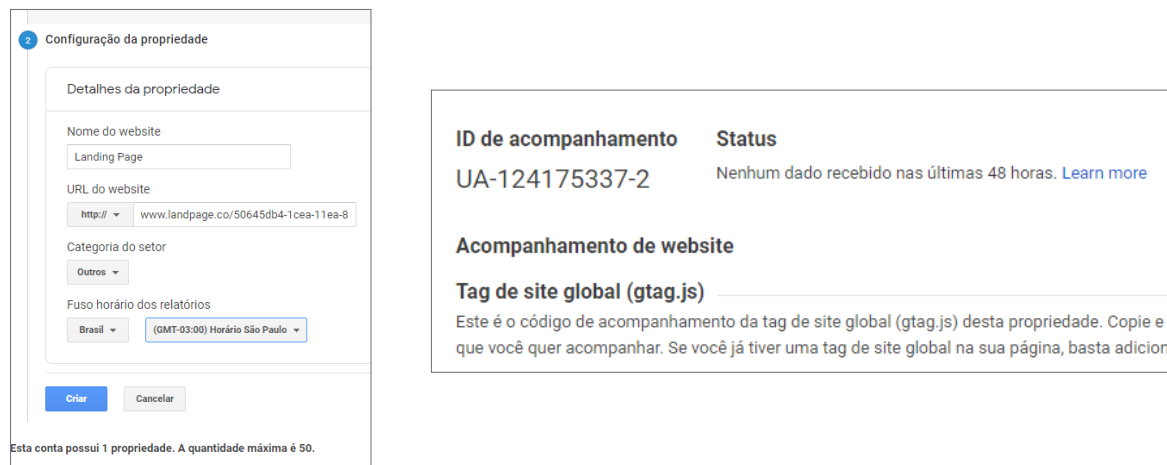 2
Configuração da propriedade
Detalhes da propriedade
Nome do website
Landing Page
URL do website
http://
www.landpage.co/50645db4-1cea-11ea-8
Categoria do setor
Outros
Fuso horário dos relatórios
Brasil
(GMT-03:00) Horário São Paulo
Criar
Cancelar
Esta conta possui 1 propriedade. A quantidade máxima é 50.
ID de acompanhamento
Status
UA-124175337-2
Nenhum dado recebido nas últimas 48 horas. Learn more
Acompanhamento de website
Tag de site global (gtag.js)
Este é o código de acompanhamento da tag de site global (gtag.js) desta propriedade. Copie e
que você quer acompanhar. Se você já tiver uma tag de site global na sua página, basta adicion